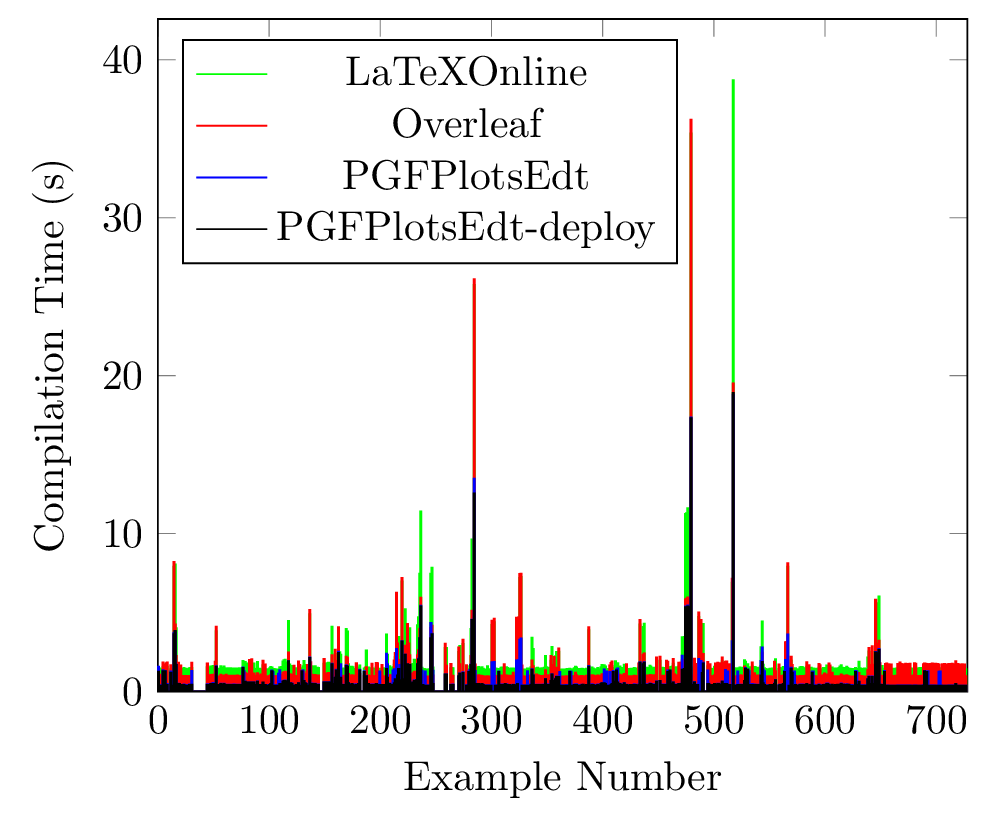 LaTeXOnline
Overleaf
PGFPlotsEdt
PGFPlotsEdt-deploy
40
30
20
10
0
Compilation Time (s)
0 100 200 300 400 500 600 700
Example Number